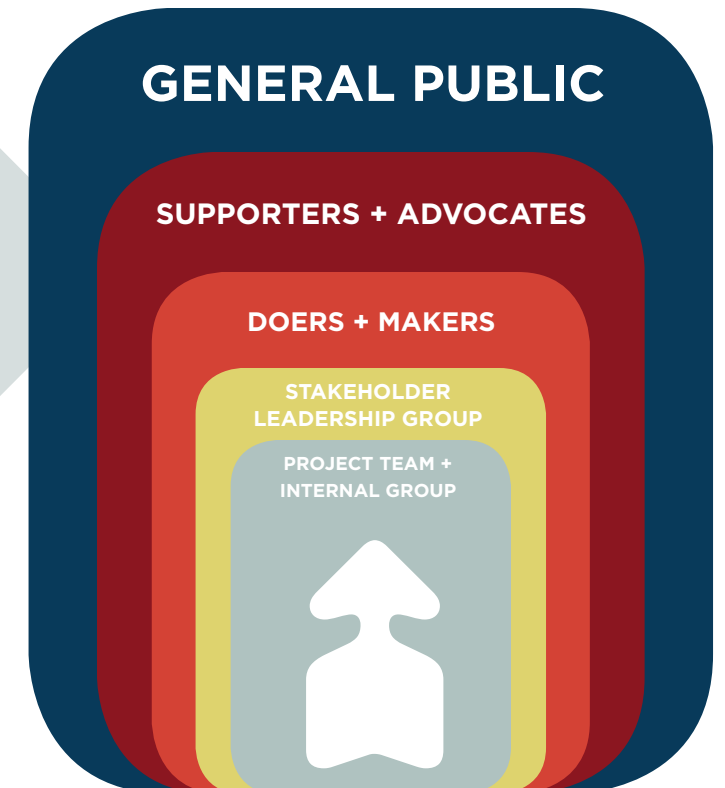 GENERAL PUBLIC
SUPPORTERS + ADVOCATES
DOERS + MAKERS
STAKEHOLDER
LEADERSHIP GROUP
PROJECT TEAM +
INTERNAL GROUP